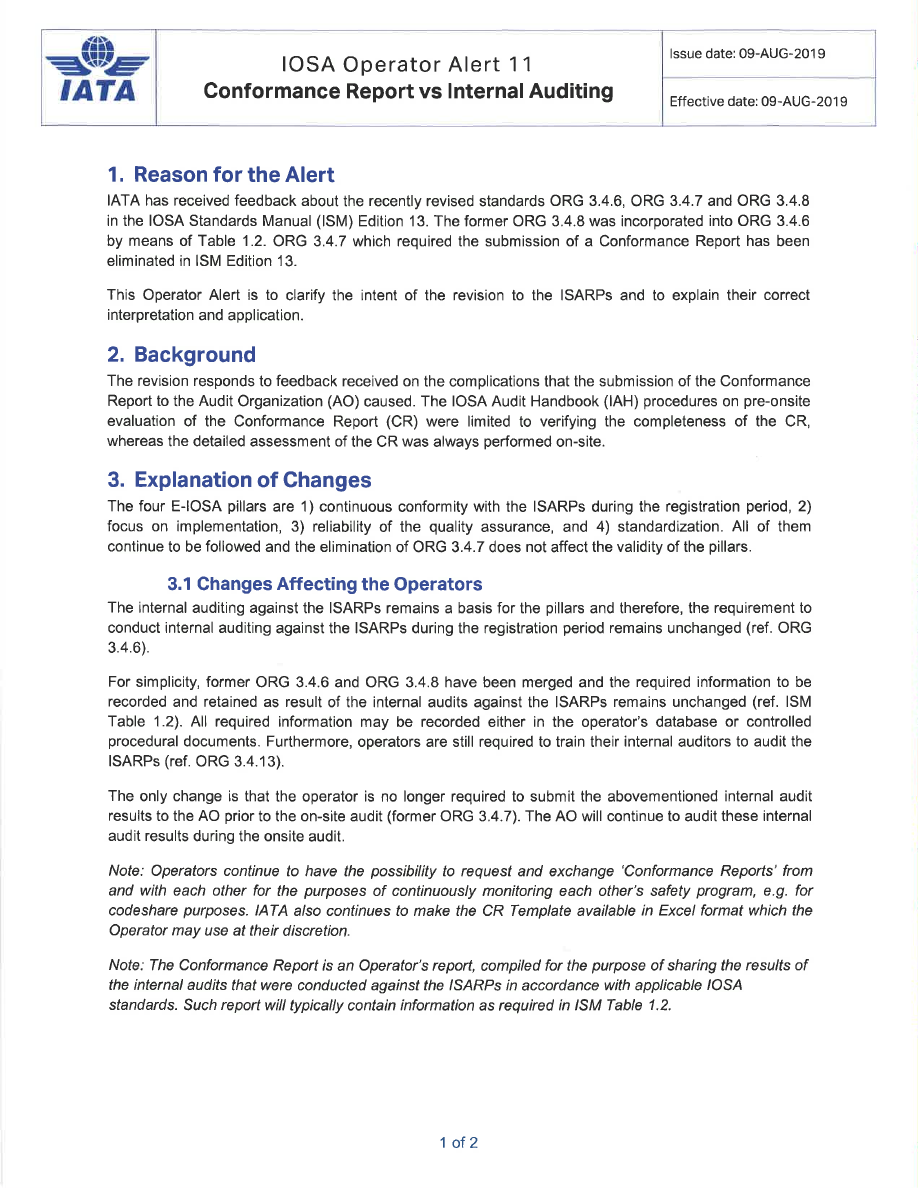 IATA
IOSA Operator Alert 11
Conformance Report vs Internal Auditing
Issue date: 09-AUG-2019
Effective date: 09-AUG-2019
1. Reason for the Alert
IATA has received feedback about the recently revised standards ORG 3.4.6, ORG 3.4.7 and ORG 3.4.8
in the IOSA Standards Manual (ISM) Edition 13. The former ORG 3.4.8 was incorporated into ORG 3.4.6
by means of Table 1.2. ORG 3.4.7 which required the submission of a Conformance Report has been
eliminated in ISM Edition 13.
This Operator Alert is to clarify the intent of the revision to the ISARPs and to explain their correct
interpretation and application.
2. Background
The revision responds to feedback received on the complications that the submission of the Conformance
Report to the Audit Organization (AO) caused. The IOSA Audit Handbook (IAH) procedures on pre-onsite
evaluation of the Conformance Report (CR) were limited to verifying the completeness of the CR,
whereas the detailed assessment of the CR was always performed on-site.
3. Explanation of Changes
The four E-IOSA pillars are 1) continuous conformity with the ISARPs during the registration period, 2)
focus on implementation, 3) reliability of the quality assurance, and 4) standardization. All of them
continue to be followed and the elimination of ORG 3.4.7 does not affect the validity of the pillars.
3.1 Changes Affecting the Operators
The internal auditing against the ISARPs remains a basis for the pillars and therefore, the requirement to
conduct internal auditing against the ISARPs during the registration period remains unchanged (ref. ORG
3.4.6).
For simplicity, former ORG 3.4.6 and ORG 3.4.8 have been merged and the required information to be
recorded and retained as result of the internal audits against the ISARPs remains unchanged (ref. ISM
Table 1.2). All required information may be recorded either in the operator's database or controlled
procedural documents. Furthermore, operators are still required to train their internal auditors to audit the
ISARPs (ref. ORG 3.4.13).
The only change is that the operator is no longer required to submit the abovementioned internal audit
results to the AO prior to the on-site audit (former ORG 3.4.7). The AO will continue to audit these internal
audit results during the onsite audit.
Note: Operators continue to have the possibility to request and exchange 'Conformance Reports' from
and with each other for the purposes of continuously monitoring each other's safety program, e.g. for
codeshare purposes. IATA also continues to make the CR Template available in Excel format which the
Operator may use at their discretion.
Note: The Conformance Report is an Operator's report, compiled for the purpose of sharing the results of
the internal audits that were conducted against the ISARPs in accordance with applicable IOSA
standards. Such report will typically contain information as required in ISM Table 1.2.
1 of 2